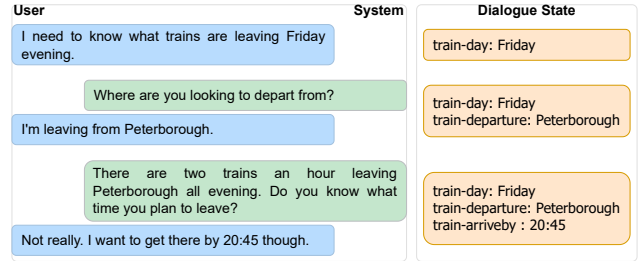 User System Dialogue State
I need to know what trains are leaving Friday
evening.
train-day: Friday
Where are you looking to depart from?
I'm leaving from Peterborough.
train-day: Friday
train-departure: Peterborough
There are two trains an hour leaving
Peterborough all evening. Do you know what
time you plan to leave?
Not really. I want to get there by 20:45 though.
train-day: Friday
train-departure: Peterborough
train-arriveby : 20:45